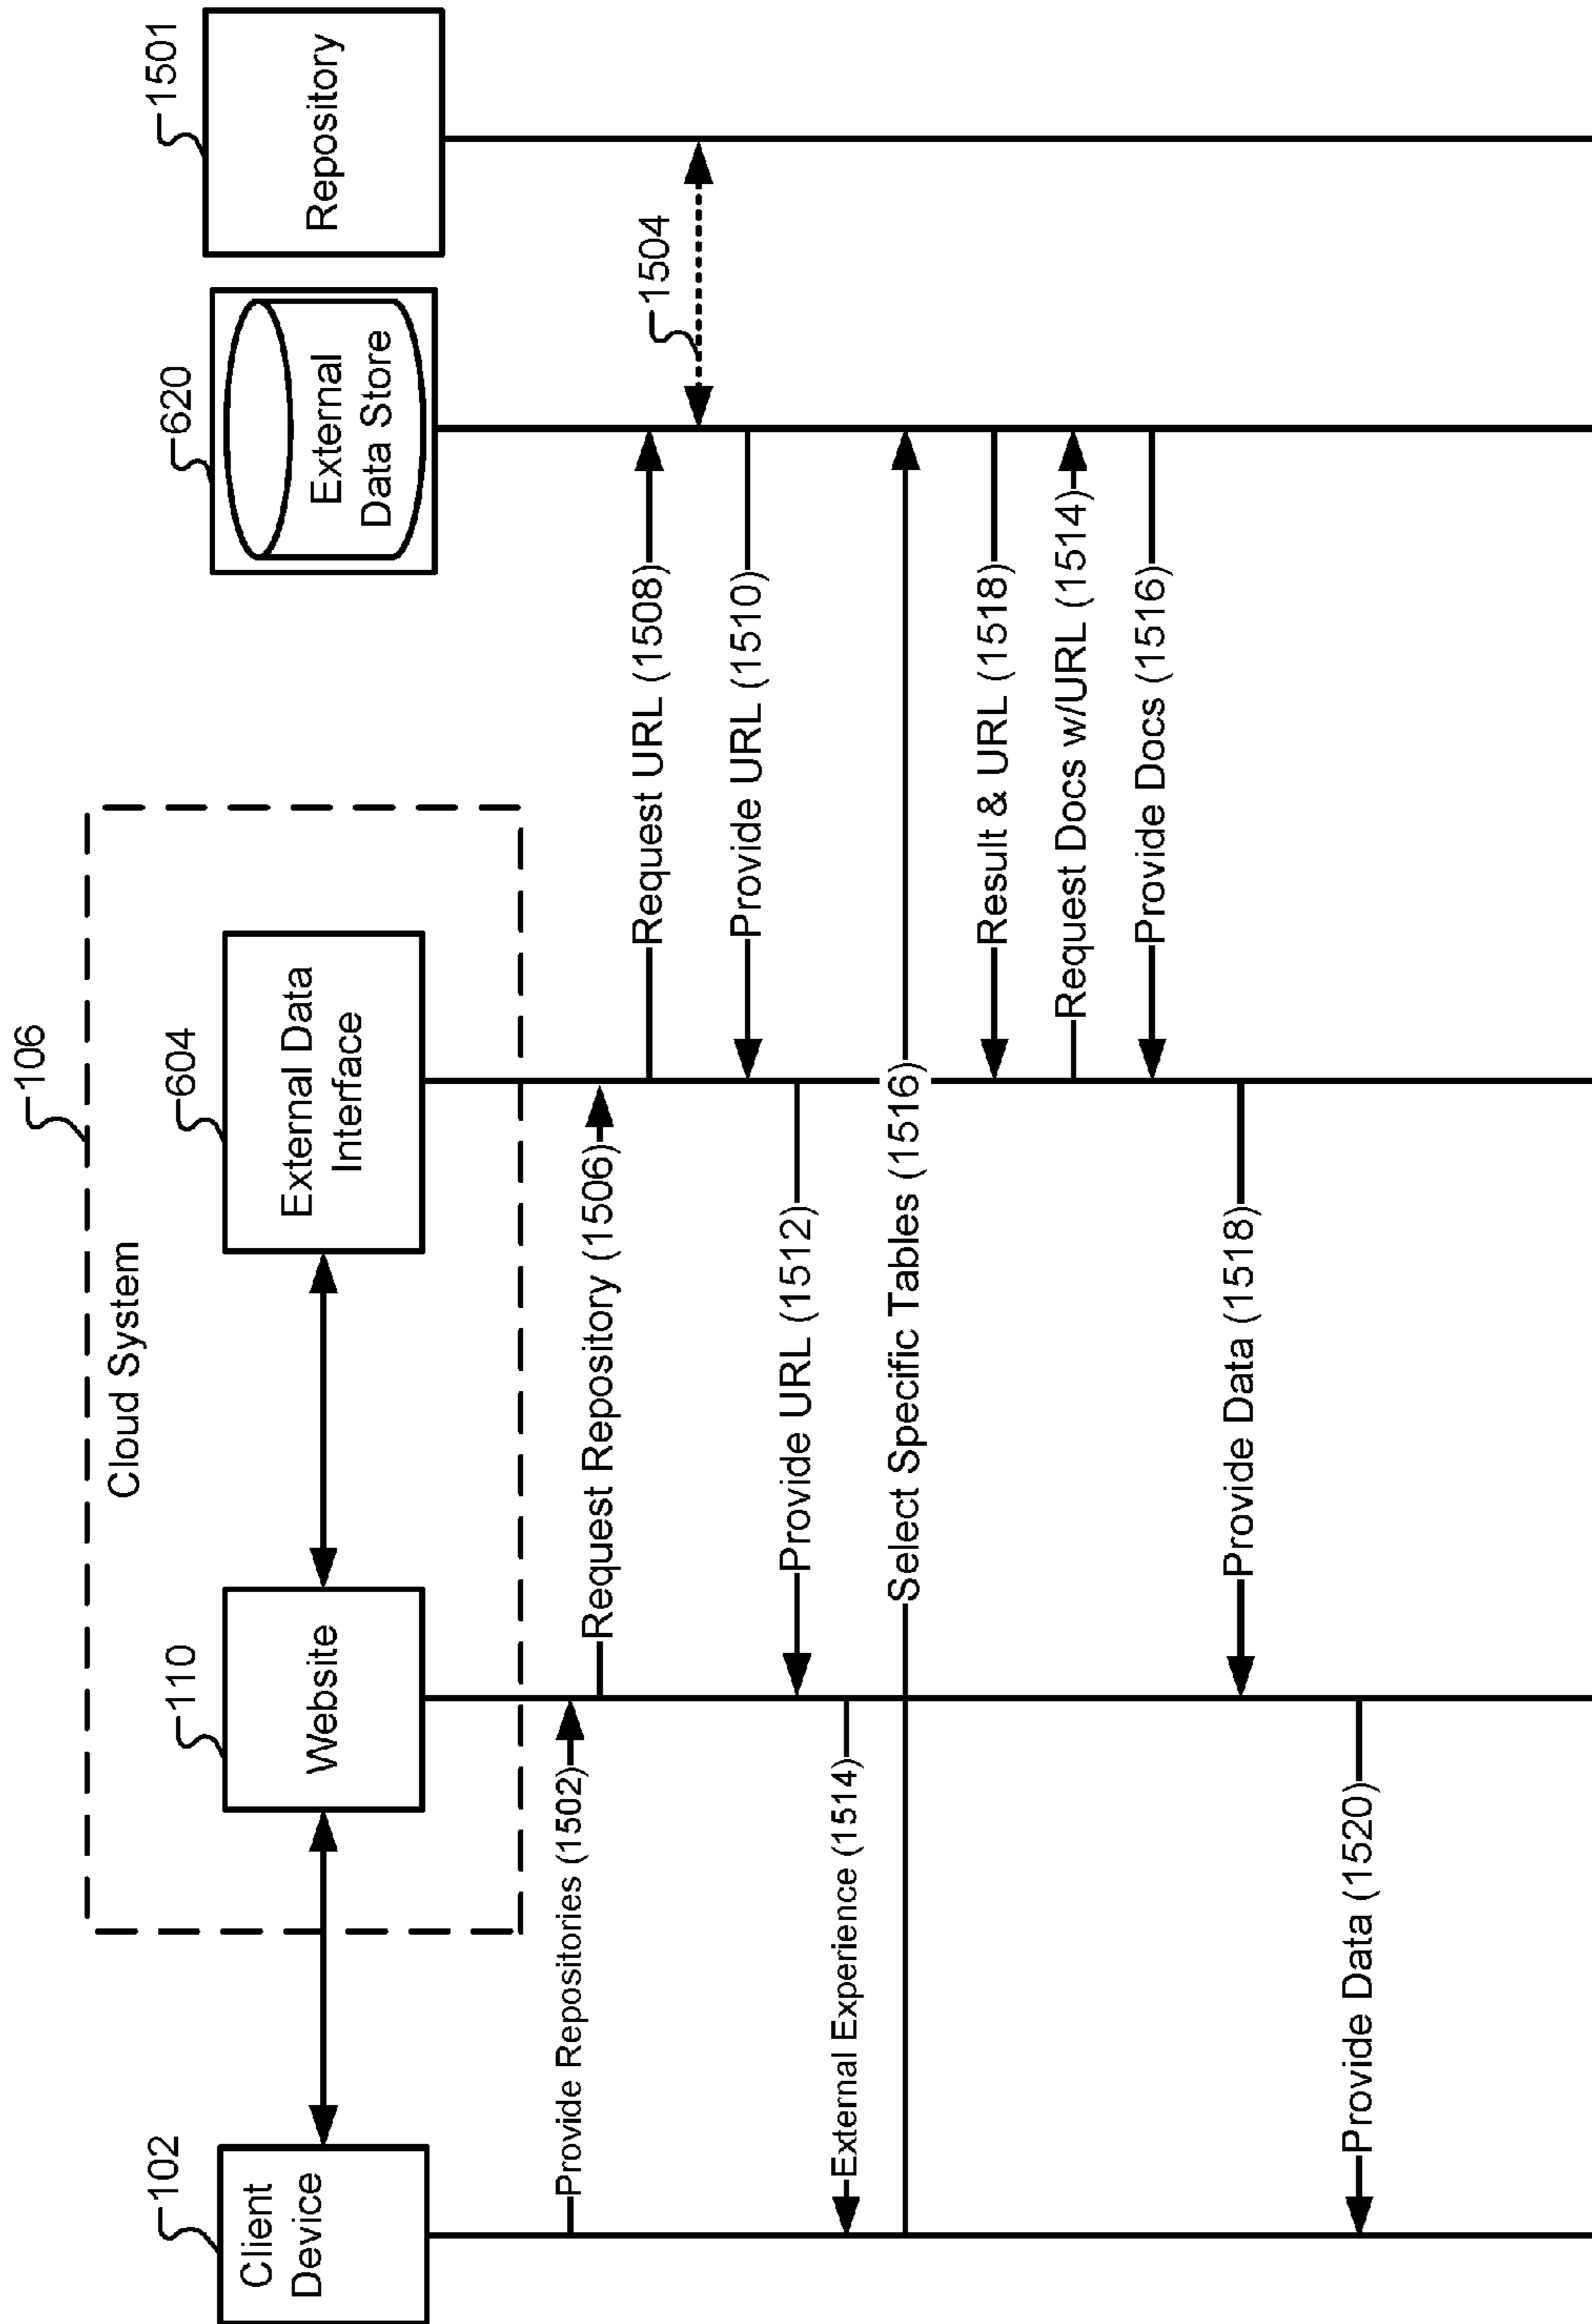 106
Cloud System
102
Client
Device
110
Website
604
External Data
Interface
620
External
Data Store
1501
Repository
Provide Repositories (1502)
Request Repository (1506)
Request URL (1508)
1504
Provide URL (1510)
Provide URL (1512)
External Experience (1514)
Select Specific Tables (1516)
Result & URL (1518)
Request Docs w/URL (1514)
Provide Docs (1516)
Provide Data (1518)
Provide Data (1520)